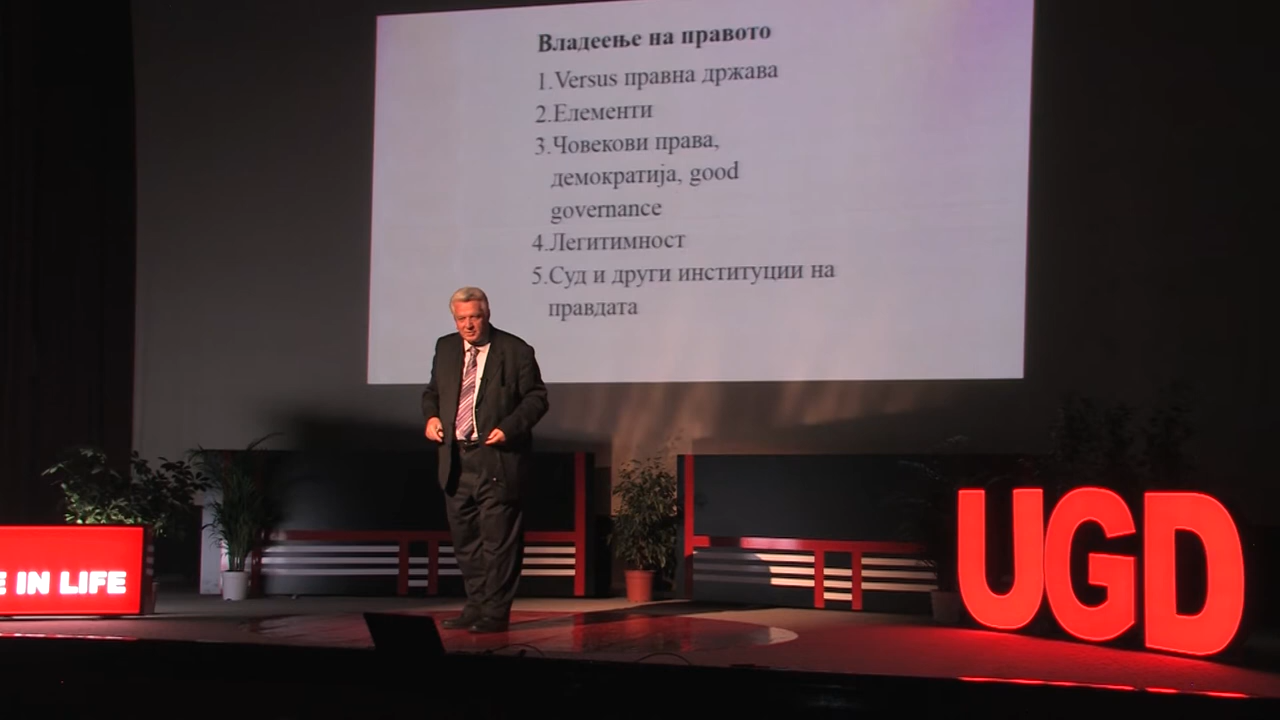 Владеење на правото
1.Versus правна држава
2.Елементи
3.Човекови права,
демократија, good
governance
4.Легитимност
5.Суд и други институции на
правдата
E IN LIFE
UGD